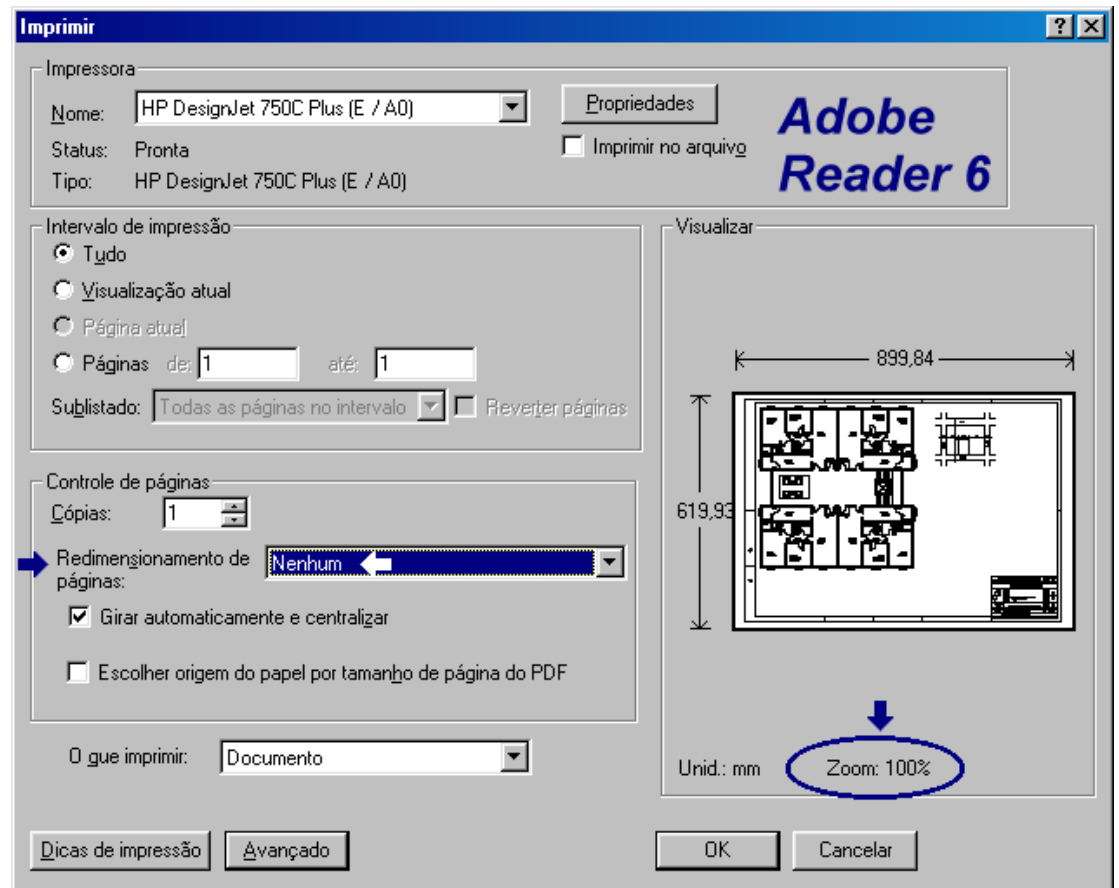 Imprimir
Impressora
Nome: HP DesignJet 750C Plus (E / A0) Propriedades
Status: Pronta Imprimir no arquivo
Tipo: HP DesignJet 750C Plus (E / A0)
Adobe
Reader 6
Intervalo de impressão
Tudo
Visualização atual
Página atual
Páginas de: 1 até: 1
Sublistado: Todas as páginas no intervalo Reverter páginas
Controle de páginas
Cópias: 1
Redimensionamento de Nenhum
páginas:
Girar automaticamente e centralizar
Escolher origem do papel por tamanho de página do PDF
O que imprimir: Documento
Visualizar
899,84
619,93
Unid.: mm Zoom: 100%
Dicas de impressão Avançado OK Cancelar